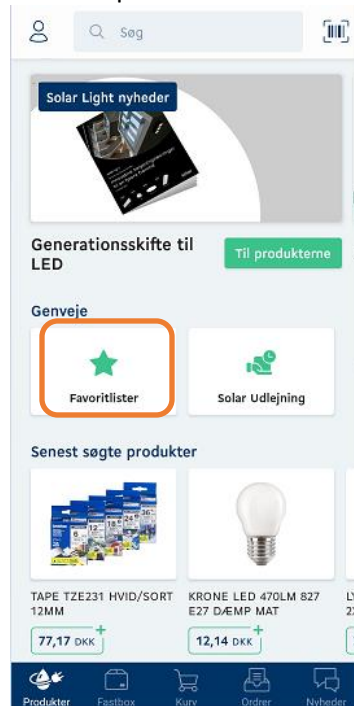 Søg
Solar Light nyheder
Generationsskifte til
LED
Til produkterne
Genveje
Favoritlister
Solar Udlejning
Senest søgte produkter
TAPE TZE231 HVID/SORT
12MM
77,17 DKK
+
KRONE LED 470LM 827
E27 DÆMP MAT
12,14 DKK
+
Produkter
Fastbox
Kurv
Ordrer
Nyheder